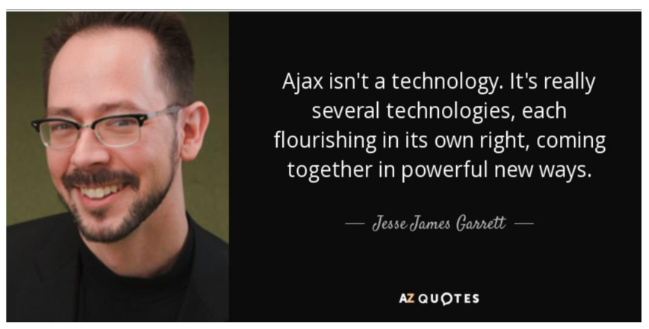 Ajax isn't a technology. It's really
several technologies, each
flourishing in its own right, coming
together in powerful new ways.
— Jesse James Garrett —
AZ QUOTES